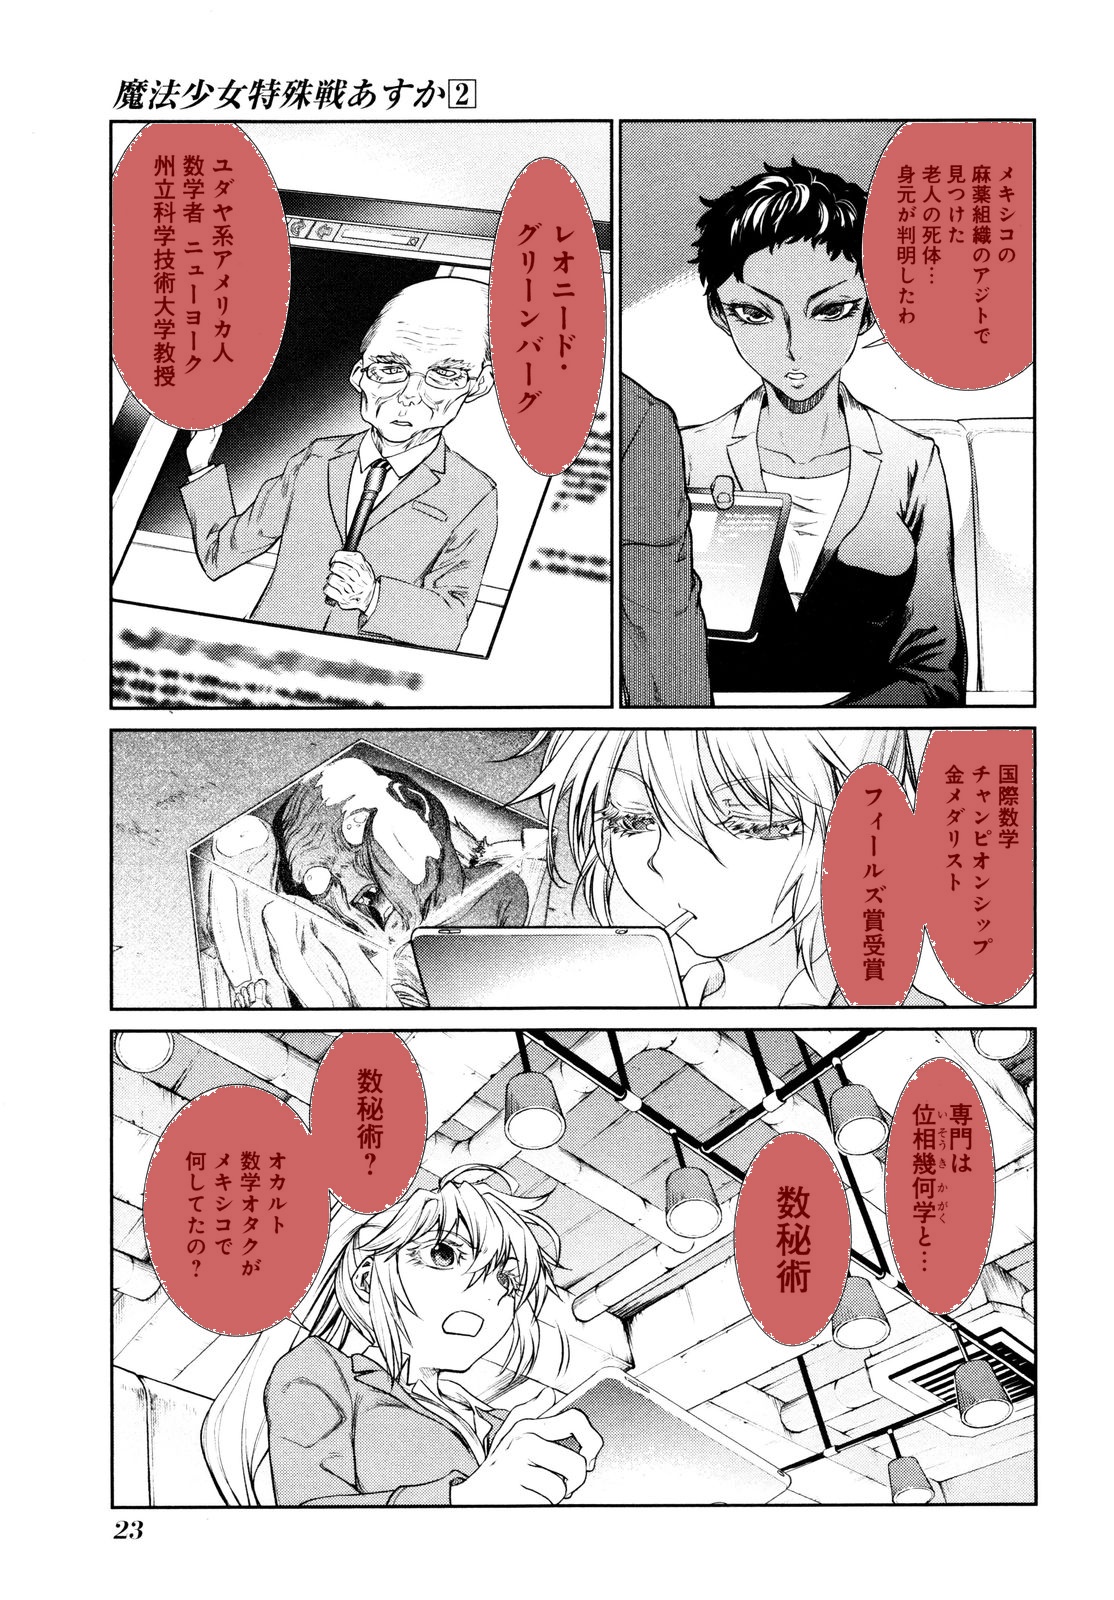 魔法少女特殊戦あすか2
メキシコの
麻薬組織のアジトで
見つけた
老人の死体…
身元が判明したわ
レオニード・
グリーンバーグ
ユダヤ系アメリカ人
数学者 ニューヨーク
州立科学技術大学教授
国際数学
チャンピオンシップ
金メダリスト
フィールズ賞受賞
専門は
位相幾何学と…
いそうきかがく
数秘術
数秘術?
オカルト
数学オタクが
メキシコで
何してたの?
23